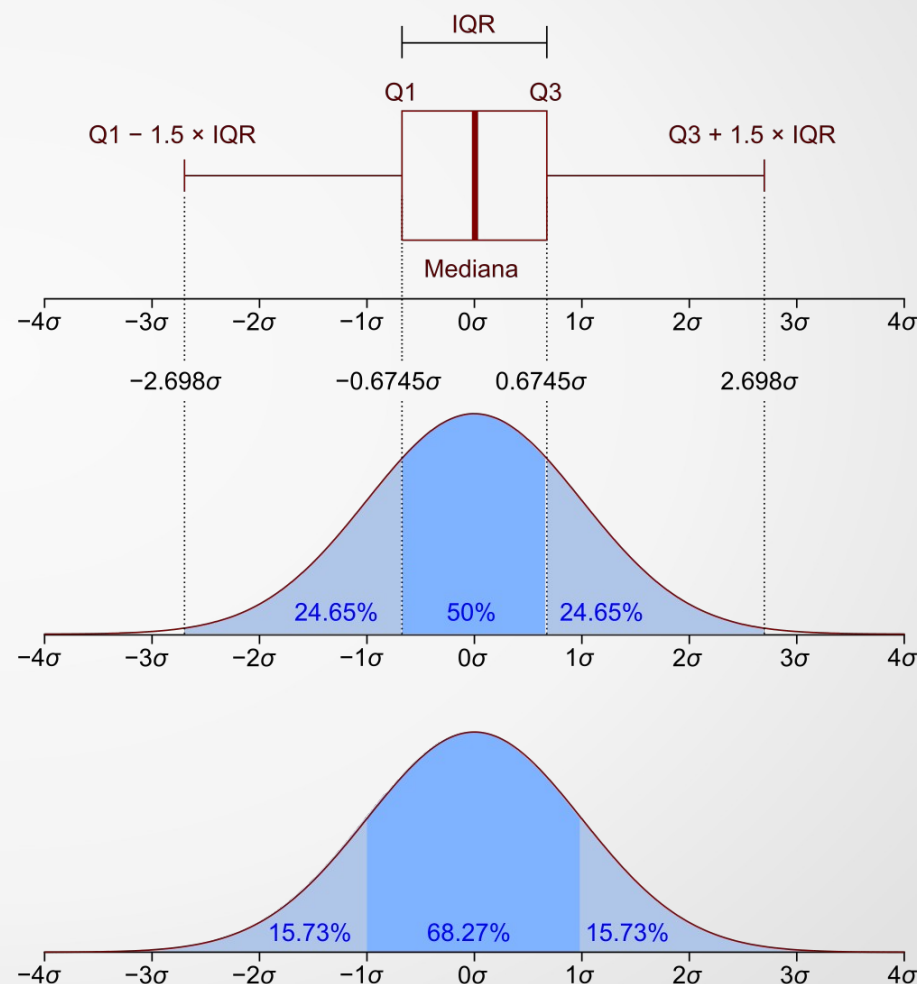 IQR
Q1 Q3
Q1 − 1.5 × IQR Q3 + 1.5 × IQR
Mediana
−4σ −3σ −2σ −1σ 0σ 1σ 2σ 3σ 4σ
−2.698σ −0.6745σ 0.6745σ 2.698σ
24.65% 50% 24.65%
−4σ −3σ −2σ −1σ 0σ 1σ 2σ 3σ 4σ
15.73% 68.27% 15.73%
−4σ −3σ −2σ −1σ 0σ 1σ 2σ 3σ 4σ